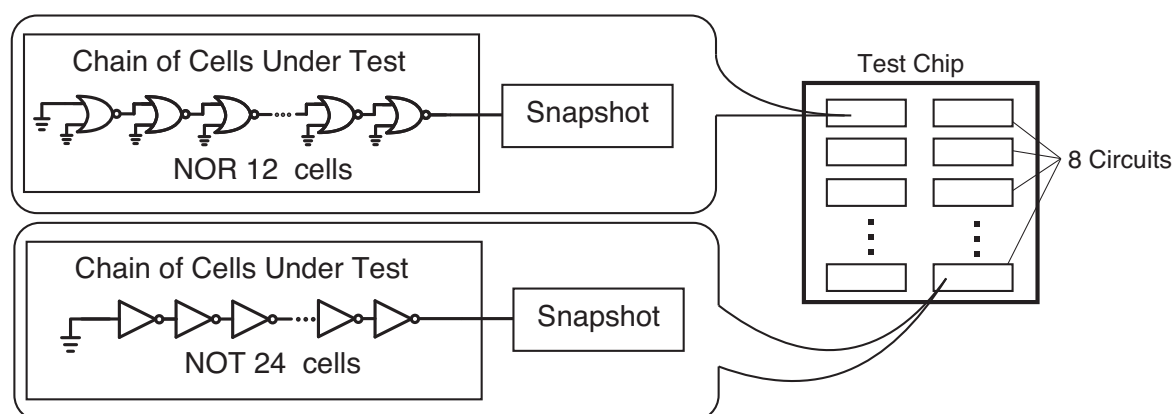 Chain of Cells Under Test
Snapshot
NOR 12 cells
Test Chip
8 Circuits
Chain of Cells Under Test
Snapshot
NOT 24 cells